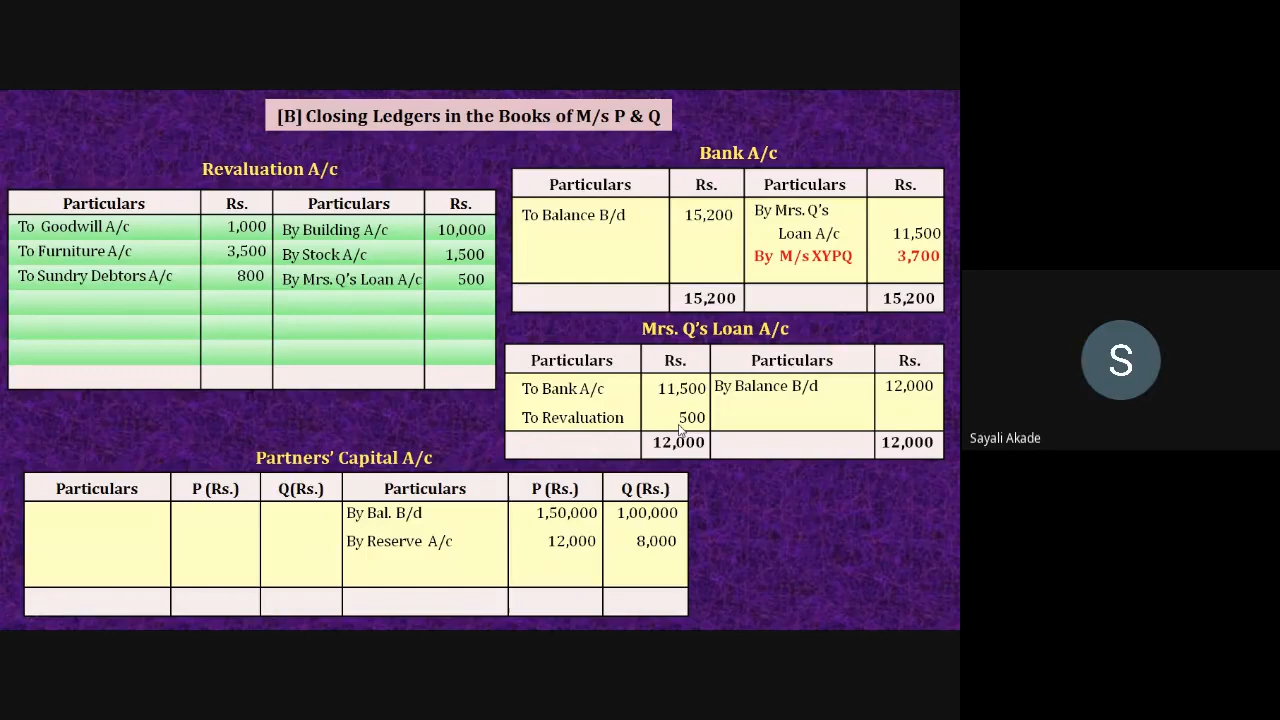 [B] Closing Ledgers in the Books of M/s P & Q
Revaluation A/c
Particulars Rs. Particulars Rs.
To Goodwill A/c 1,000 By Building A/c 10,000
To Furniture A/c 3,500 By Stock A/c 1,500
To Sundry Debtors A/c 800 By Mrs. Q's Loan A/c 500
Bank A/c
Particulars Rs. Particulars Rs.
To Balance B/d 15,200 By Mrs. Q's
Loan A/c 11,500
By M/s XYPQ 3,700
15,200 15,200
Mrs. Q's Loan A/c
Particulars Rs. Particulars Rs.
To Bank A/c 11,500 By Balance B/d 12,000
To Revaluation 500
12,000 12,000
Partners' Capital A/c
Particulars P (Rs.) Q(Rs.) Particulars P (Rs.) Q (Rs.)
By Bal. B/d 1,50,000 1,00,000
By Reserve A/c 12,000 8,000
S
Sayali Akade